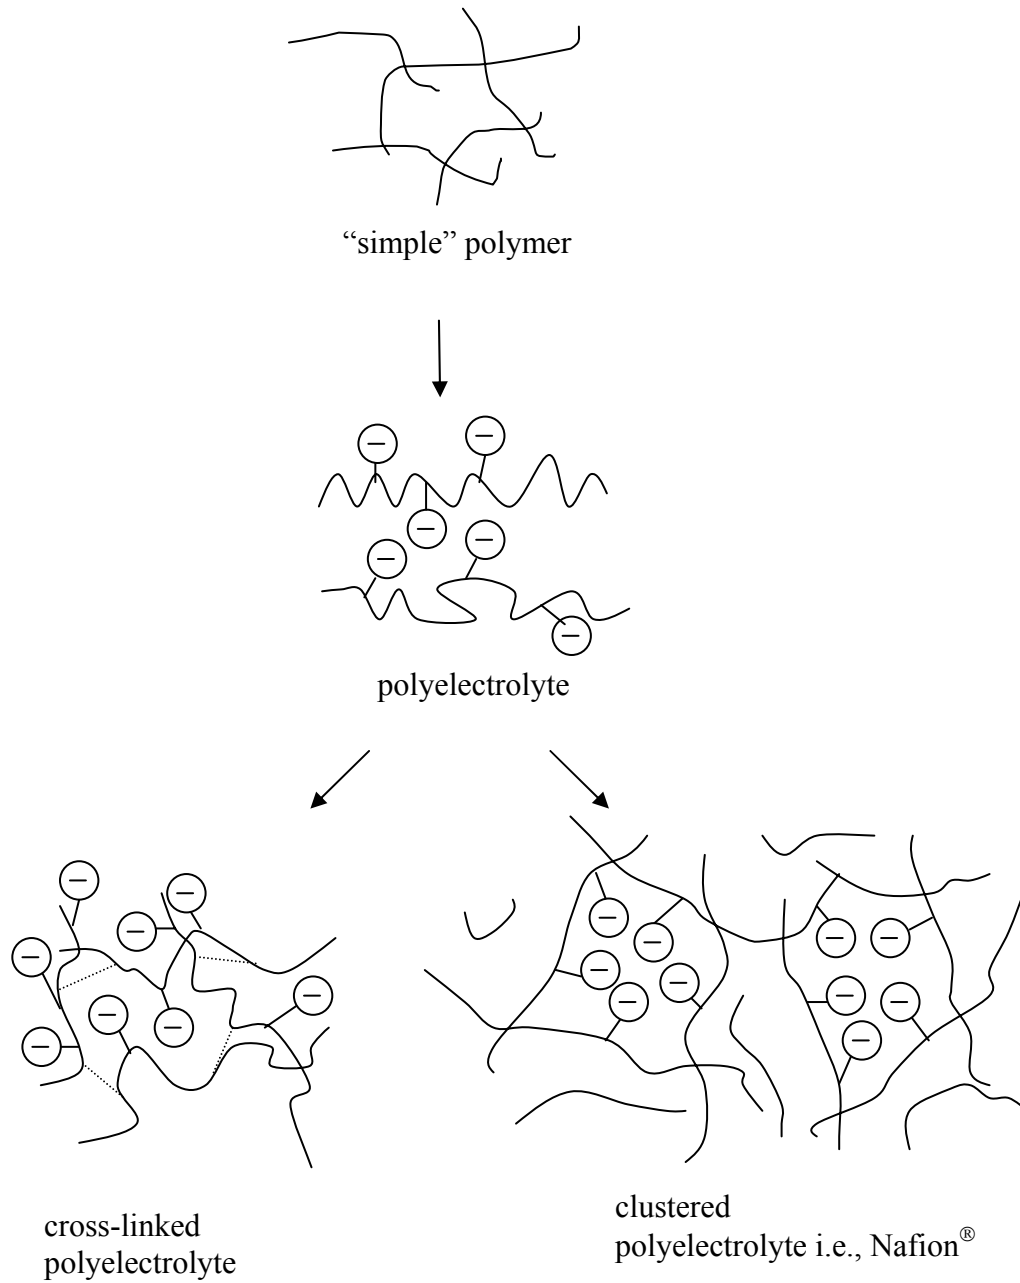 “simple” polymer
polyelectrolyte
cross-linked
polyelectrolyte
clustered
polyelectrolyte i.e., Nafion®